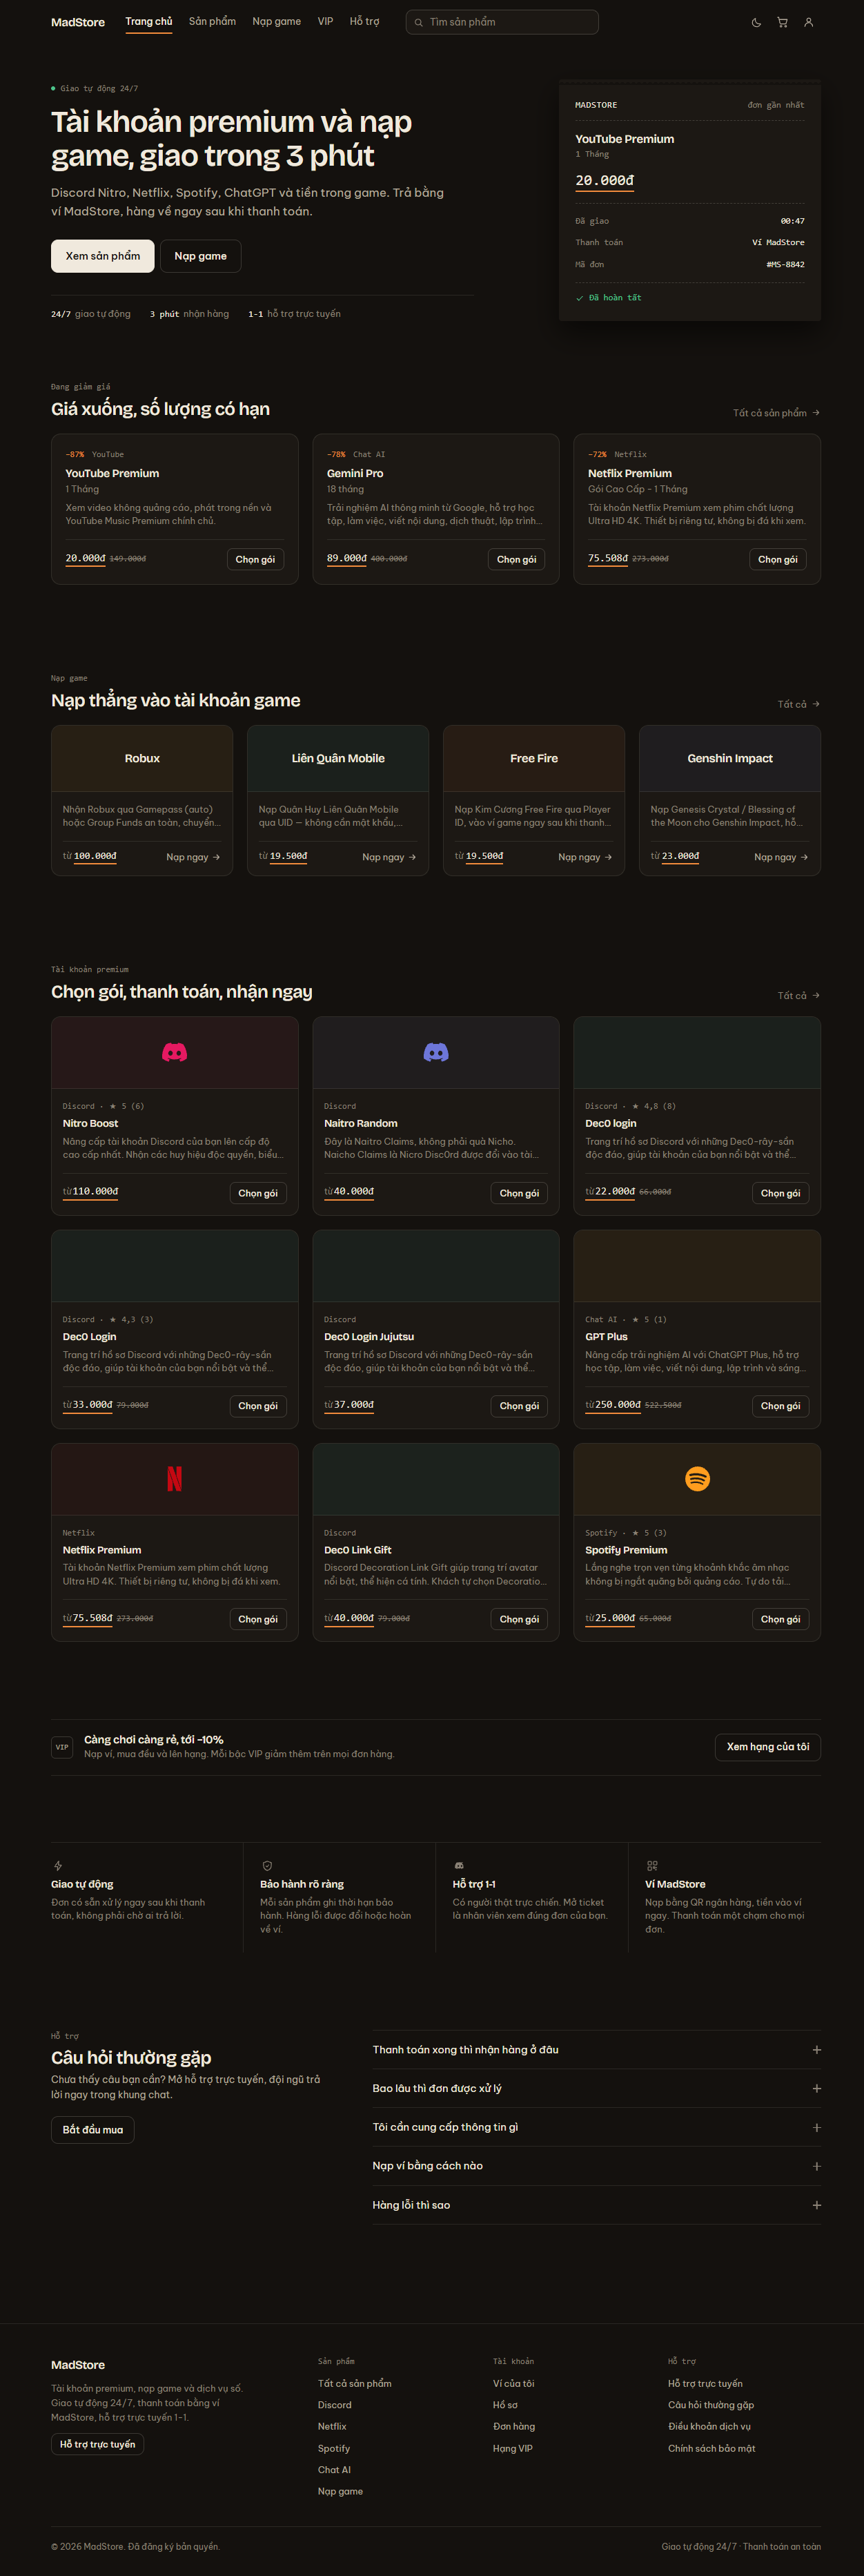 MadStore
Trang chủ
Sản phẩm
Nạp game
VIP
Hỗ trợ
Tìm sản phẩm
Giao tự động 24/7
Tài khoản premium và nạp
game, giao trong 3 phút
Discord Nitro, Netflix, Spotify, ChatGPT và tiền trong game. Trả bằng
ví MadStore, hàng về ngay sau khi thanh toán.
Xem sản phẩm
Nạp game
24/7 giao tự động
3 phút nhận hàng
1-1 hỗ trợ trực tuyến
MADSTORE
đơn gần nhất
YouTube Premium
1 Tháng
20.000đ
Đã giao
00:47
Thanh toán
Ví MadStore
Mã đơn
#MS-8842
Đã hoàn tất
Đang giảm giá
Giá xuống, số lượng có hạn
Tất cả sản phẩm →
-87% YouTube
YouTube Premium
1 Tháng
Xem video không quảng cáo, phát trong nền và
YouTube Music Premium chính chủ.
20.000đ 149.000đ
Chọn gói
-78% Chat AI
Gemini Pro
18 tháng
Trải nghiệm AI thông minh từ Google, hỗ trợ học
tập, làm việc, viết nội dung, dịch thuật, lập trình...
89.000đ 400.000đ
Chọn gói
-72% Netflix
Netflix Premium
Gói Cao Cấp - 1 Tháng
Tài khoản Netflix Premium xem phim chất lượng
Ultra HD 4K. Thiết bị riêng tư, không bị đá khi xem.
75.508đ 273.000đ
Chọn gói
Nạp game
Nạp thẳng vào tài khoản game
Tất cả →
Robux
Nhận Robux qua Gamepass (auto)
hoặc Group Funds an toàn, chuyển...
từ 100.000đ
Nạp ngay →
Liên Quân Mobile
Nạp Quân Huy Liên Quân Mobile
qua UID — không cần mật khẩu,...
từ 19.500đ
Nạp ngay →
Free Fire
Nạp Kim Cương Free Fire qua Player
ID, vào ví game ngay sau khi thanh...
từ 19.500đ
Nạp ngay →
Genshin Impact
Nạp Genesis Crystal / Blessing of
the Moon cho Genshin Impact, hỗ...
từ 23.000đ
Nạp ngay →
Tài khoản premium
Chọn gói, thanh toán, nhận ngay
Tất cả →
Discord · ★ 5 (6)
Nitro Boost
Nâng cấp tài khoản Discord của bạn lên cấp độ
cao cấp nhất. Nhận các huy hiệu độc quyền, biểu...
từ 110.000đ
Chọn gói
Discord
Naitro Random
Đây là Naitro Claims, không phải quà Nicho.
Naicho Claims là Nicro Disc0rd được đổi vào tài...
từ 40.000đ
Chọn gói
Discord · ★ 4,8 (8)
Dec0 login
Trang trí hồ sơ Discord với những Dec0-rây-sần
độc đáo, giúp tài khoản của bạn nổi bật và thể...
từ 22.000đ 66.000đ
Chọn gói
Discord · ★ 4,3 (3)
Dec0 Login
Trang trí hồ sơ Discord với những Dec0-rây-sần
độc đáo, giúp tài khoản của bạn nổi bật và thể...
từ 33.000đ 79.000đ
Chọn gói
Discord
Dec0 Login Jujutsu
Trang trí hồ sơ Discord với những Dec0-rây-sần
độc đáo, giúp tài khoản của bạn nổi bật và thể...
từ 37.000đ
Chọn gói
Chat AI · ★ 5 (1)
GPT Plus
Nâng cấp trải nghiệm AI với ChatGPT Plus, hỗ trợ
học tập, làm việc, viết nội dung, lập trình và sáng...
từ 250.000đ 522.500đ
Chọn gói
Netflix
Netflix Premium
Tài khoản Netflix Premium xem phim chất lượng
Ultra HD 4K. Thiết bị riêng tư, không bị đá khi xem.
từ 75.508đ 273.000đ
Chọn gói
Discord
Dec0 Link Gift
Discord Decoration Link Gift giúp trang trí avatar
nổi bật, thể hiện cá tính. Khách tự chọn Decoratio...
từ 40.000đ 79.000đ
Chọn gói
Spotify · ★ 5 (3)
Spotify Premium
Lắng nghe trọn vẹn từng khoảnh khắc âm nhạc
không bị ngắt quãng bởi quảng cáo. Tự do tải...
từ 25.000đ 65.000đ
Chọn gói
VIP
Càng chơi càng rẻ, tới -10%
Nạp ví, mua đều và lên hạng. Mỗi bậc VIP giảm thêm trên mọi đơn hàng.
Xem hạng của tôi
Giao tự động
Đơn có sẵn xử lý ngay sau khi thanh
toán, không phải chờ ai trả lời.
Bảo hành rõ ràng
Mỗi sản phẩm ghi thời hạn bảo
hành. Hàng lỗi được đổi hoặc hoàn
về ví.
Hỗ trợ 1-1
Có người thật trực chiến. Mở ticket
là nhân viên xem đúng đơn của bạn.
Ví MadStore
Nạp bằng QR ngân hàng, tiền vào ví
ngay. Thanh toán một chạm cho mọi
đơn.
Hỗ trợ
Câu hỏi thường gặp
Chưa thấy câu bạn cần? Mở hỗ trợ trực tuyến, đội ngũ trả
lời ngay trong khung chat.
Bắt đầu mua
Thanh toán xong thì nhận hàng ở đâu
Bao lâu thì đơn được xử lý
Tôi cần cung cấp thông tin gì
Nạp ví bằng cách nào
Hàng lỗi thì sao
MadStore
Tài khoản premium, nạp game và dịch vụ số.
Giao tự động 24/7, thanh toán bằng ví
MadStore, hỗ trợ trực tuyến 1-1.
Hỗ trợ trực tuyến
Sản phẩm
Tất cả sản phẩm
Discord
Netflix
Spotify
Chat AI
Nạp game
Tài khoản
Ví của tôi
Hồ sơ
Đơn hàng
Hạng VIP
Hỗ trợ
Hỗ trợ trực tuyến
Câu hỏi thường gặp
Điều khoản dịch vụ
Chính sách bảo mật
© 2026 MadStore. Đã đăng ký bản quyền.
Giao tự động 24/7 · Thanh toán an toàn